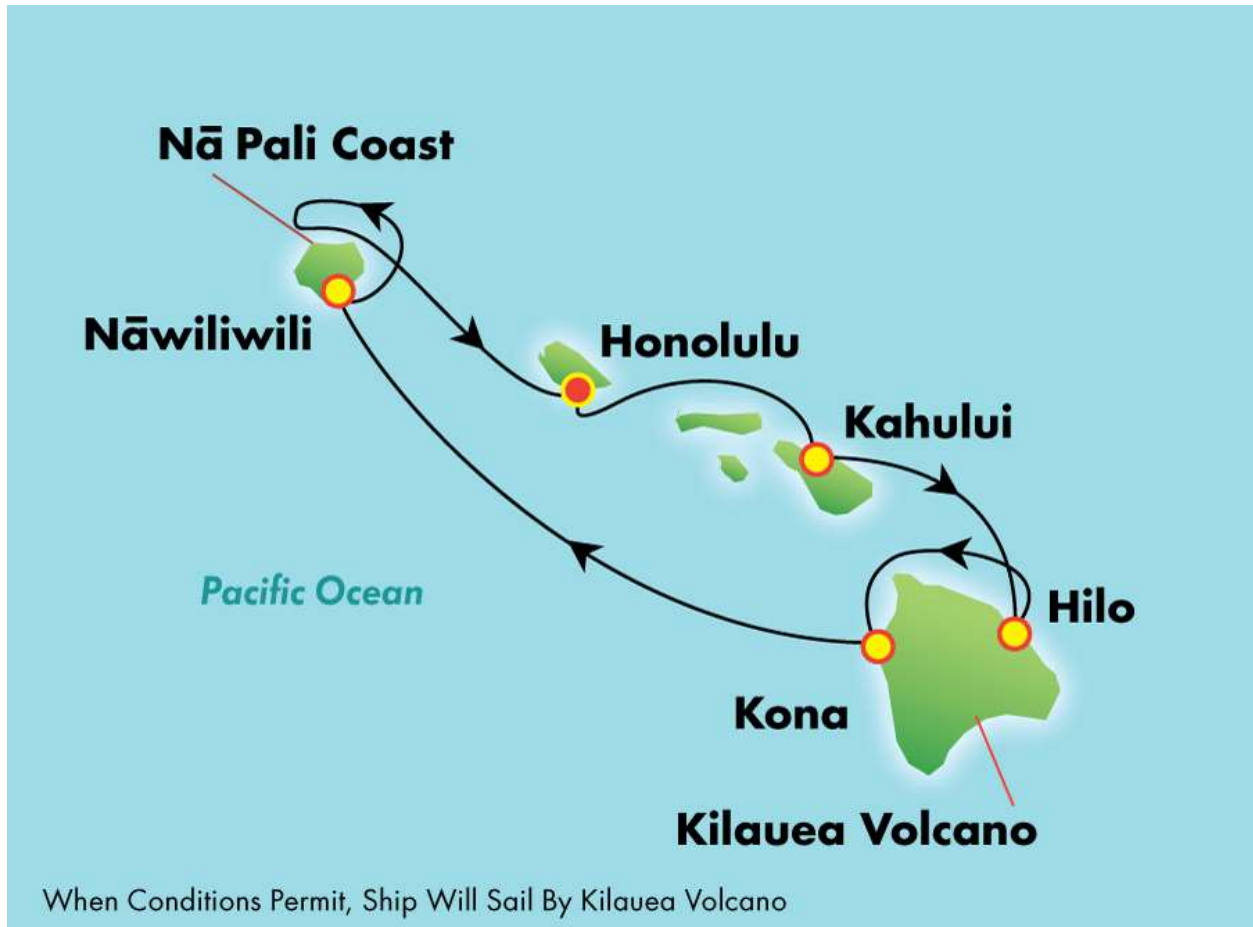 Nā Pali Coast
Nāwiliwili
Honolulu
Kahului
Pacific Ocean
Hilo
Kona
Kilauea Volcano
When Conditions Permit, Ship Will Sail By Kilauea Volcano